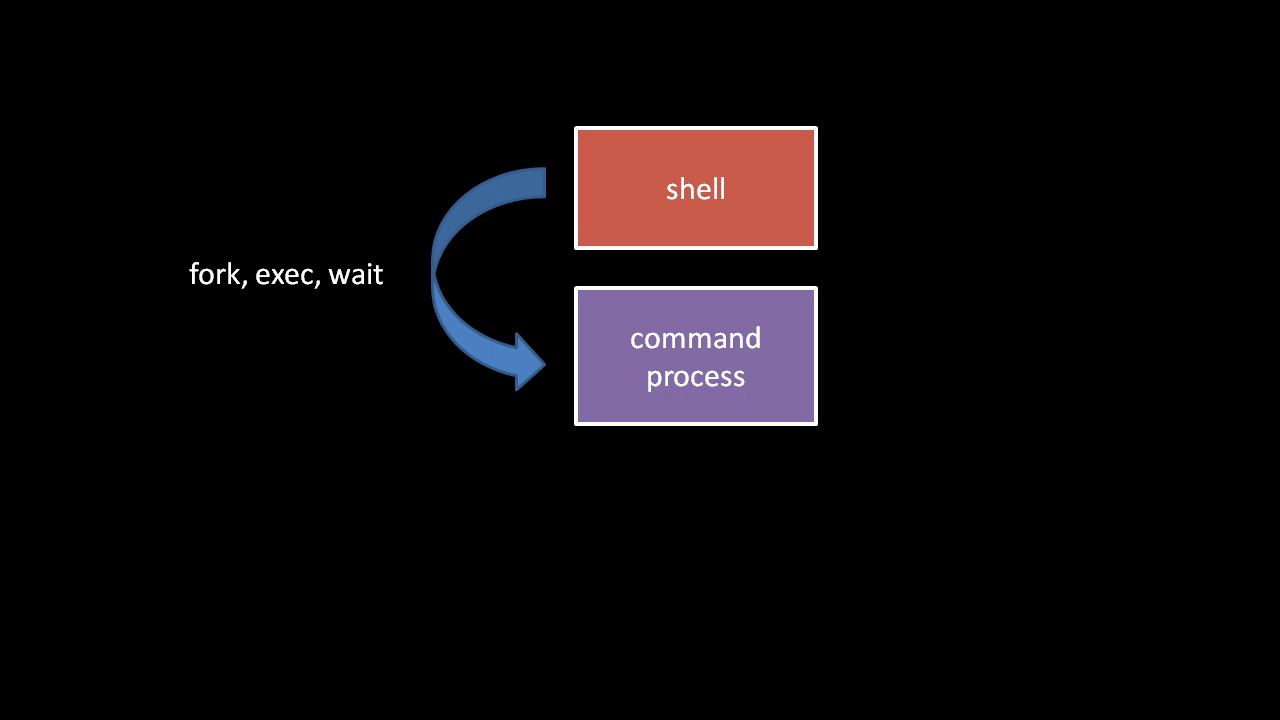 shell
fork, exec, wait
command
process